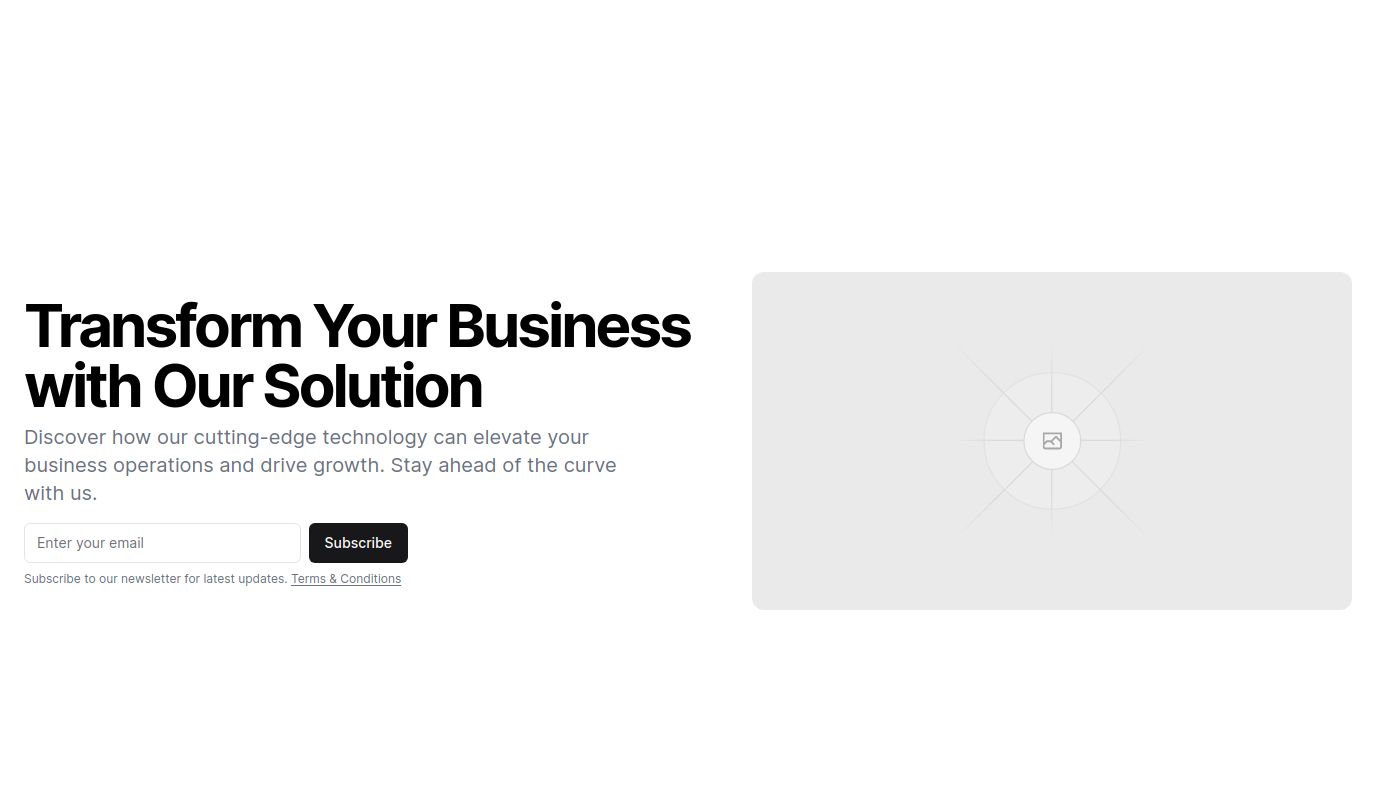 Transform Your Business
with Our Solution
Discover how our cutting-edge technology can elevate your
business operations and drive growth. Stay ahead of the curve
with us.
Enter your email
Subscribe
Subscribe to our newsletter for latest updates. Terms & Conditions